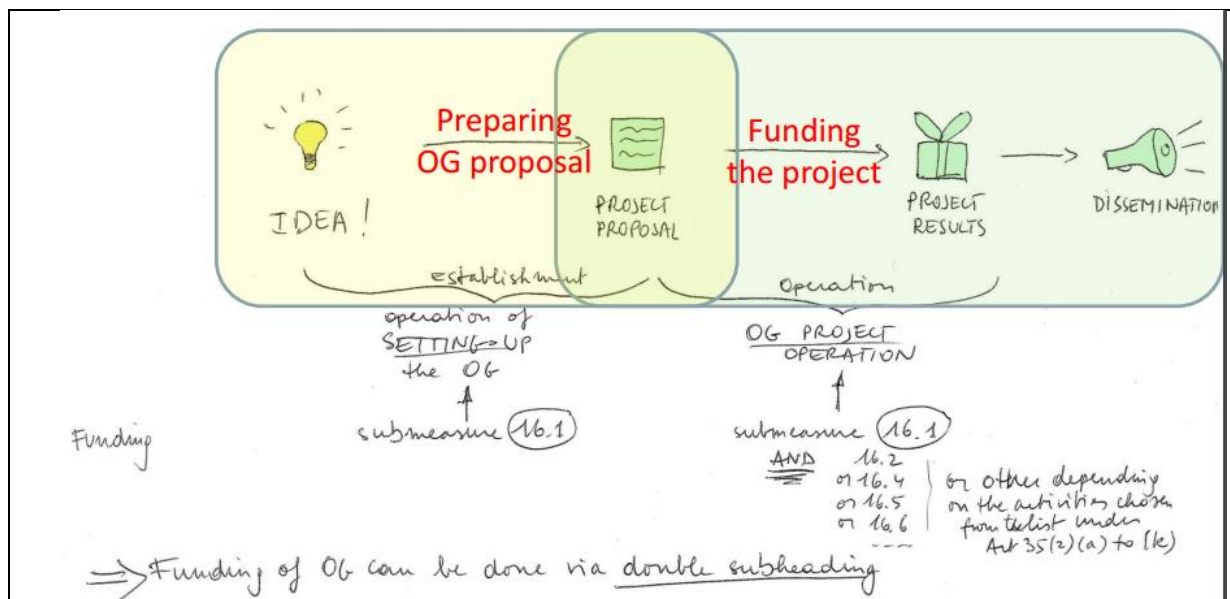 Preparing
OG proposal
Funding
the project
IDEA!
PROJECT
PROPOSAL
PROJECT
RESULTS
DISSEMINATION
establishment
operation
operation of
SETTING-UP
the OG
OG PROJECT
OPERATION
Funding
submeasure 16.1
submeasure 16.1
AND 16.2
or 16.4
or 16.5
or 16.6
----
or other depending
on the activities chosen
from the list under
Art 35(2)(a) to (k)
⇒ Funding of OG can be done via double subheading